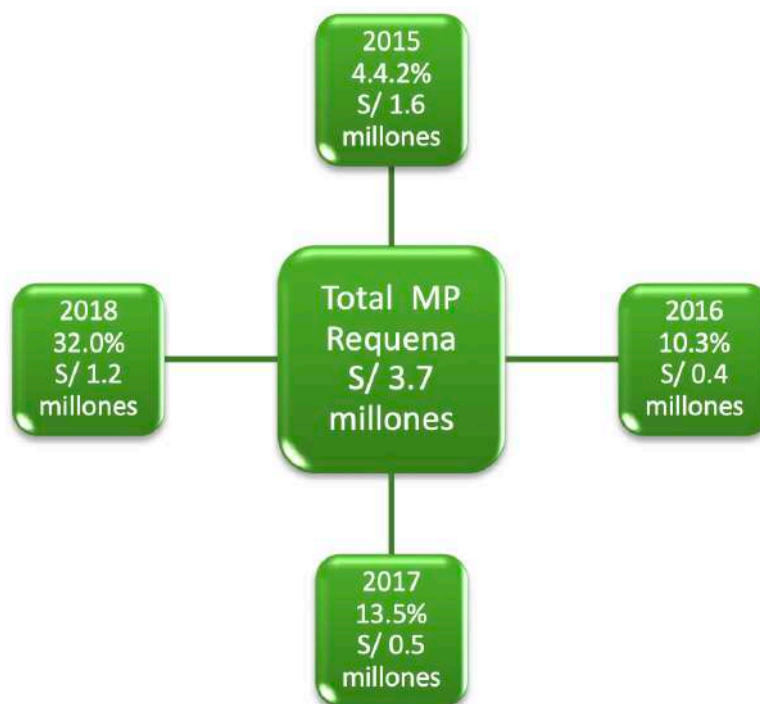 2015
4.4.2%
S/ 1.6
millones
Total MP
Requena
S/ 3.7
millones
2018
32.0%
S/ 1.2
millones
2016
10.3%
S/ 0.4
millones
2017
13.5%
S/ 0.5
millones